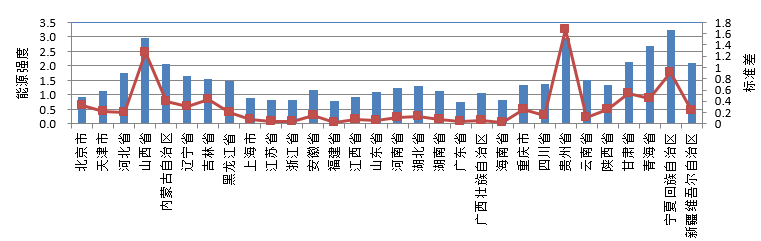 能源强度
3.5
3.0
2.5
2.0
1.5
1.0
0.5
0.0
1.8
1.6
1.4
1.2
1
0.8
0.6
0.4
0.2
0
标准差
北京市
天津市
河北省
山西省
内蒙古自治区
辽宁省
吉林省
黑龙江省
上海市
江苏省
浙江省
安徽省
福建省
江西省
山东省
河南省
湖北省
湖南省
广东省
广西壮族自治区
海南省
重庆市
四川省
贵州省
云南省
陕西省
甘肃省
青海省
宁夏回族自治区
新疆维吾尔自治区